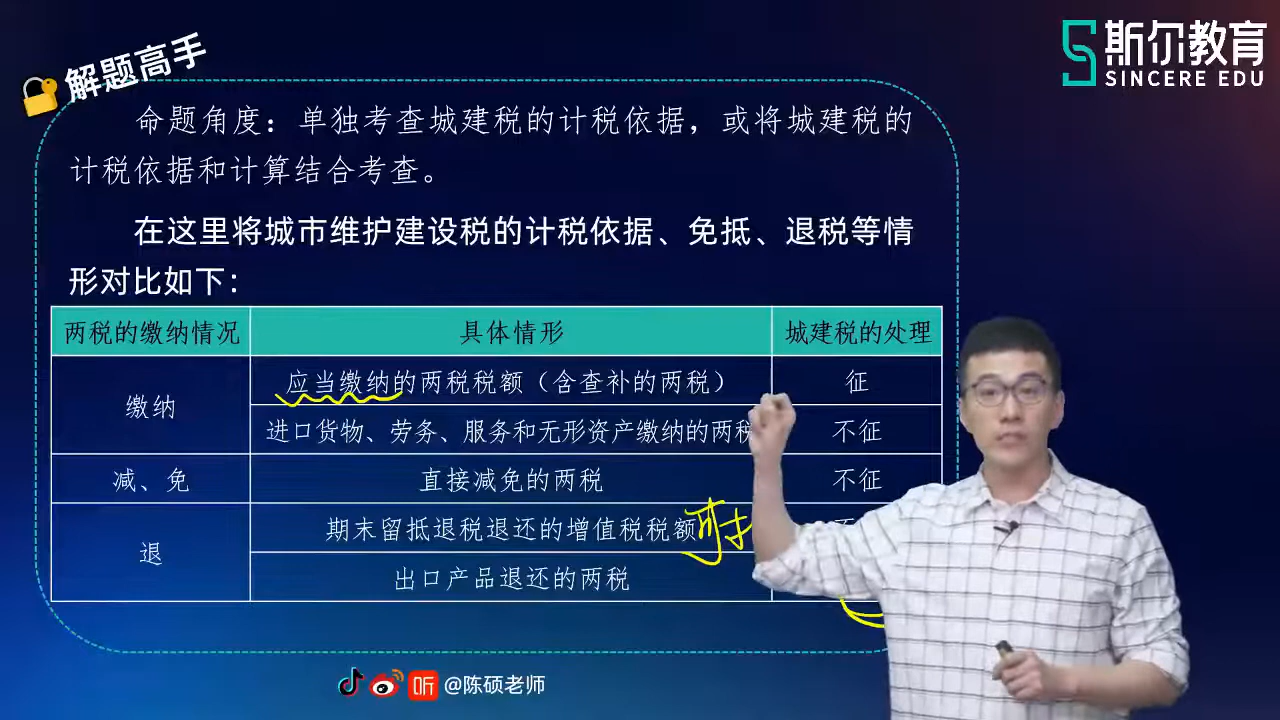 斯尔教育
SINCERE EDU
解题高手
命题角度：单独考查城建税的计税依据，或将城建税的
计税依据和计算结合考查。
在这里将城市维护建设税的计税依据、免抵、退税等情
形对比如下：
两税的缴纳情况 具体情形 城建税的处理
缴纳 应当缴纳的两税税额（含查补的两税） 征
进口货物、劳务、服务和无形资产缴纳的两税 不征
减、免 直接减免的两税 不征
退 期末留抵退税退还的增值税税额
出口产品退还的两税
听 @陈硕老师